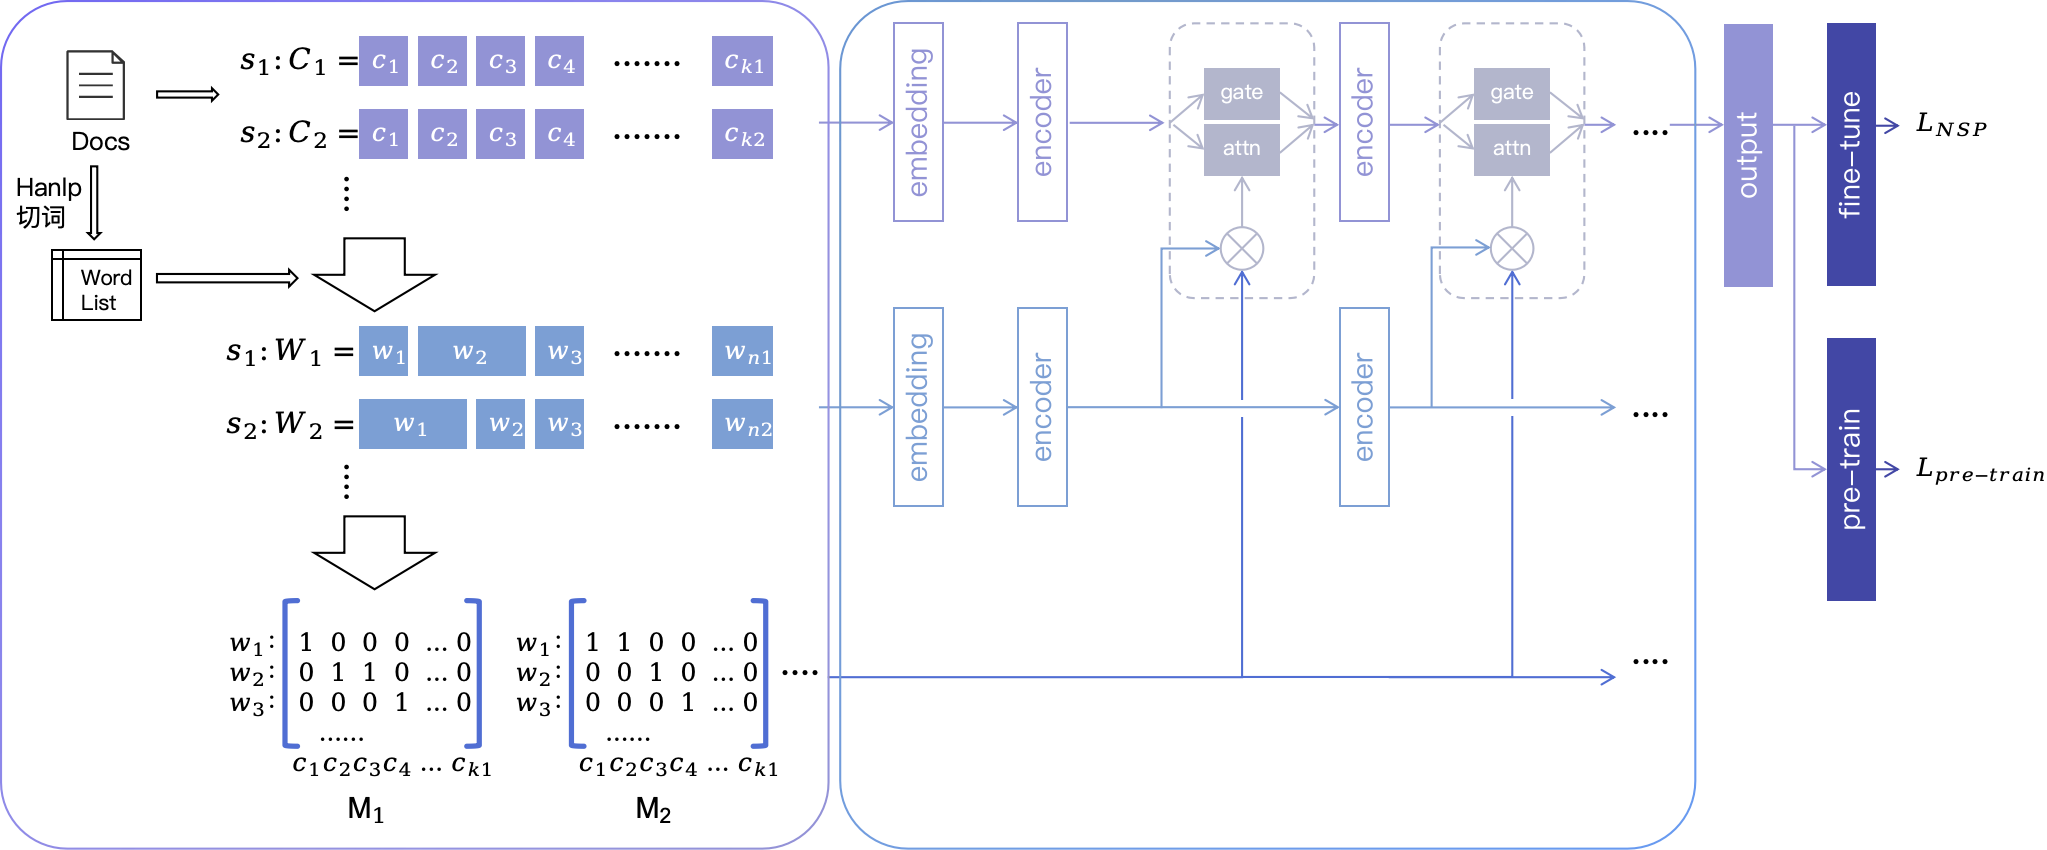 Docs
Hanlp
切词
Word
List
s₁: C₁ = c₁ c₂ c₃ c₄ ....... cₖ₁
s₂: C₂ = c₁ c₂ c₃ c₄ ....... cₖ₂
s₁: W₁ = w₁ w₂ w₃ ....... wₙ₁
s₂: W₂ = w₁ w₂ w₃ ....... wₙ₂
w₁: 1 0 0 0 ... 0
w₂: 0 1 1 0 ... 0
w₃: 0 0 0 1 ... 0
......
c₁c₂c₃c₄ ... cₖ₁
M₁
w₁: 1 1 0 0 ... 0
w₂: 0 0 1 0 ... 0
w₃: 0 0 0 1 ... 0
......
c₁c₂c₃c₄ ... cₖ₁
M₂
....
embedding
encoder
gate
attn
encoder
gate
attn
....
embedding
encoder
encoder
....
....
output
fine-tune
L_NSP
pre-train
L_pre-train